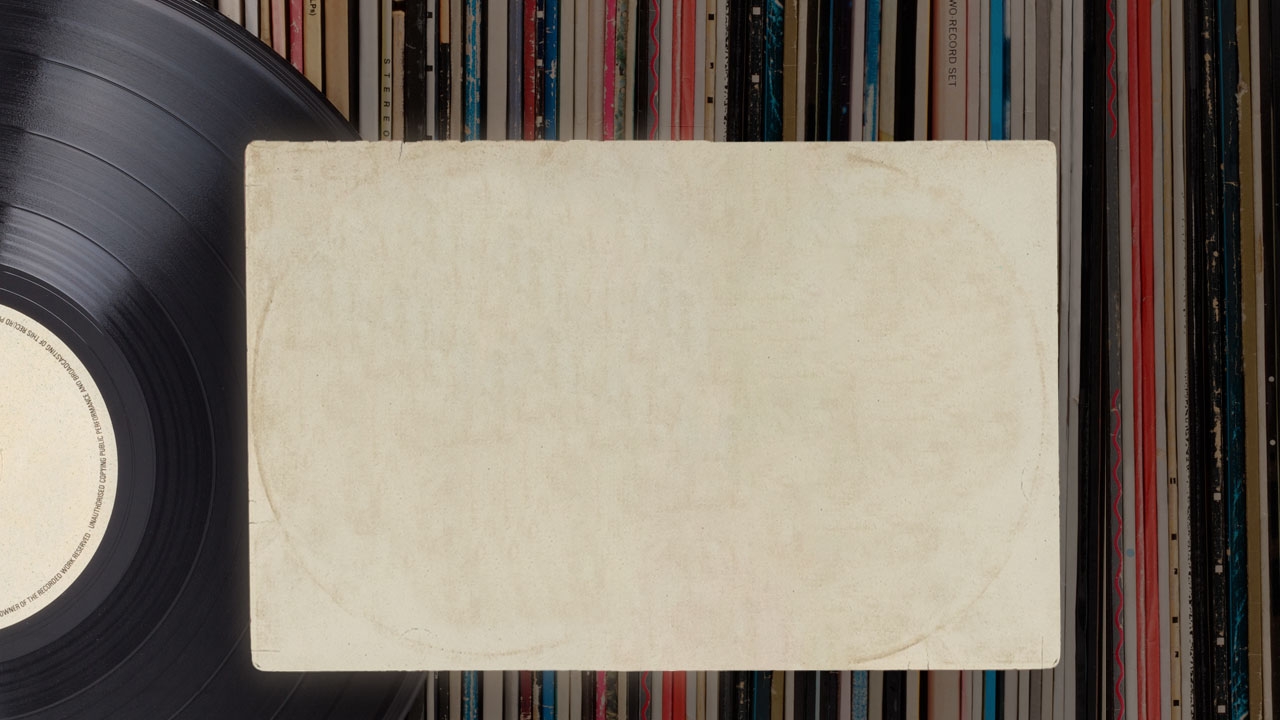 LPs)
STEREO
TWO RECORD SET
OWNER OF THE RECORDED WORK RESERVED · UNAUTHORISED COPYING PUBLIC PERFORMANCE AND BROADCASTING OF THIS RECORD